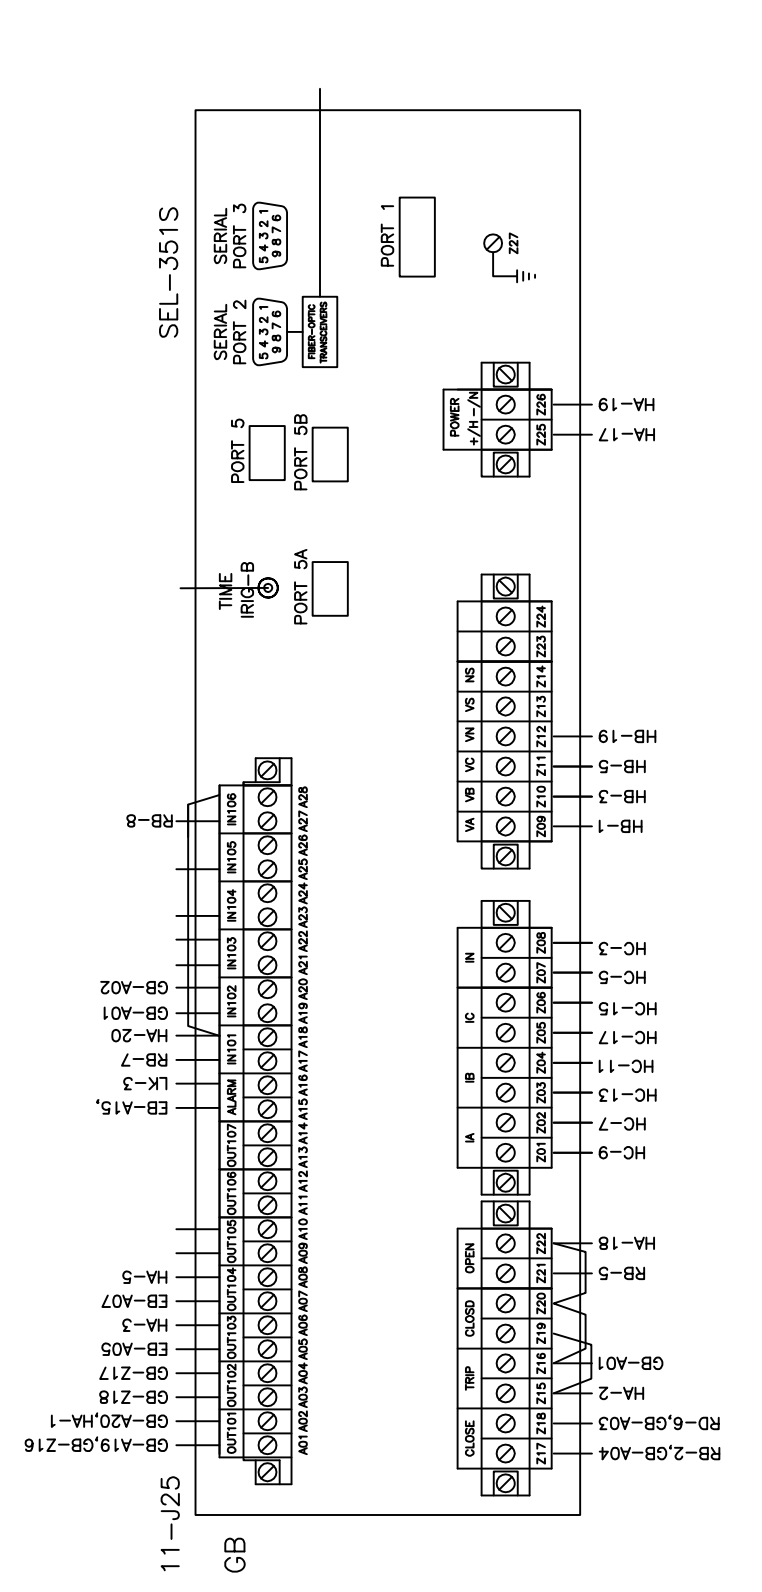 11-J25
SEL-351S
GB
SERIAL
PORT 3
5 4 3 2 1
9 8 7 6
SERIAL
PORT 2
5 4 3 2 1
9 8 7 6
FIBER-OPTIC
TRANSCEIVERS
PORT 1
Z27
PORT 5
PORT 5B
PORT 5A
TIME
IRIG-B
POWER
+/H -/N
Z25 Z26
HA-17
HA-19
OUT101 OUT102 OUT103 OUT104 OUT105 OUT106 OUT107 ALARM IN101 IN102 IN103 IN104 IN105 IN106
A01 A02 A03 A04 A05 A06 A07 A08 A09 A10 A11 A12 A13 A14 A15 A16 A17 A18 A19 A20 A21 A22 A23 A24 A25 A26 A27 A28
GB-A19,GB-Z16
GB-A20,HA-1
GB-Z18
GB-Z17
EB-A05
HA-3
EB-A07
HA-5
EB-A15,
LK-3
RB-7
HA-20
GB-A01
GB-A02
RB-8
CLOSE TRIP CLOSD OPEN
Z17 Z18 Z15 Z16 Z19 Z20 Z21 Z22
RB-2,GB-A04
RD-6,GB-A03
HA-2
GB-A01
RB-5
HA-18
IA IB IC IN
Z01 Z02 Z03 Z04 Z05 Z06 Z07 Z08
HC-9
HC-7
HC-13
HC-11
HC-17
HC-15
HC-5
HC-3
VA VB VC VN VS NS
Z09 Z10 Z11 Z12 Z13 Z14 Z23 Z24
HB-1
HB-3
HB-5
HB-19